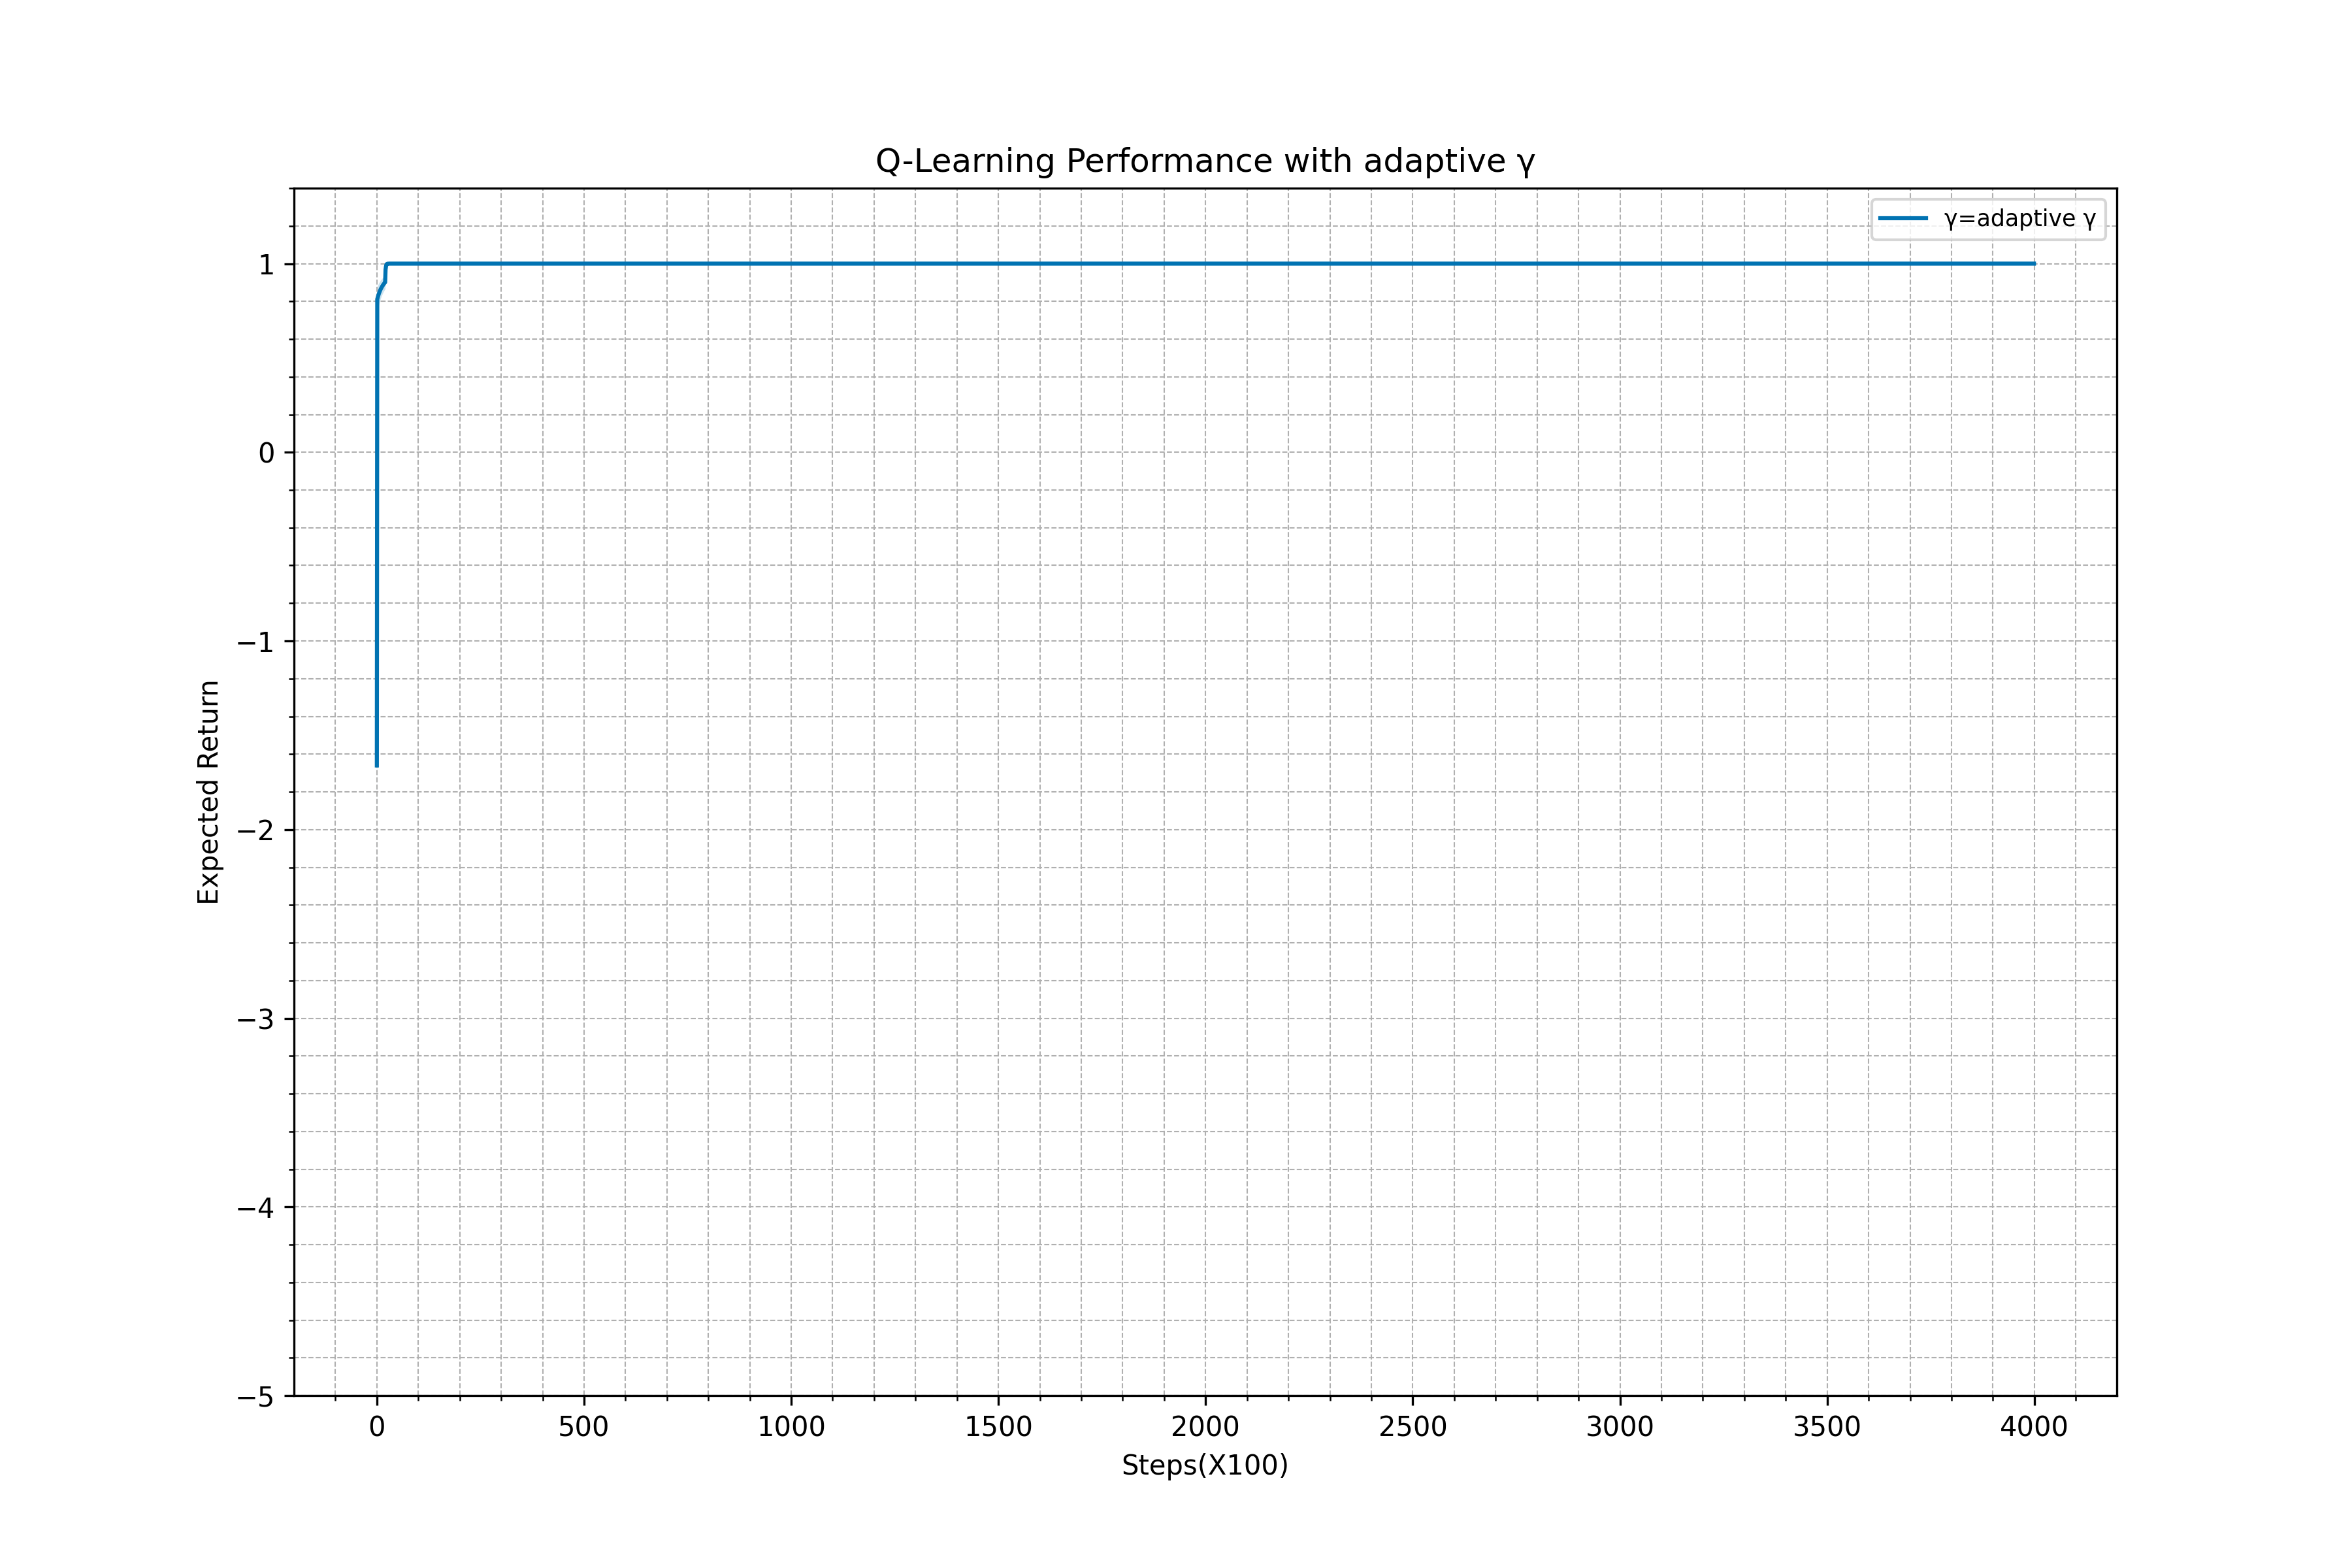 Q-Learning Performance with adaptive γ
γ=adaptive γ
1
0
−1
−2
−3
−4
−5
Expected Return
0 500 1000 1500 2000 2500 3000 3500 4000
Steps(X100)